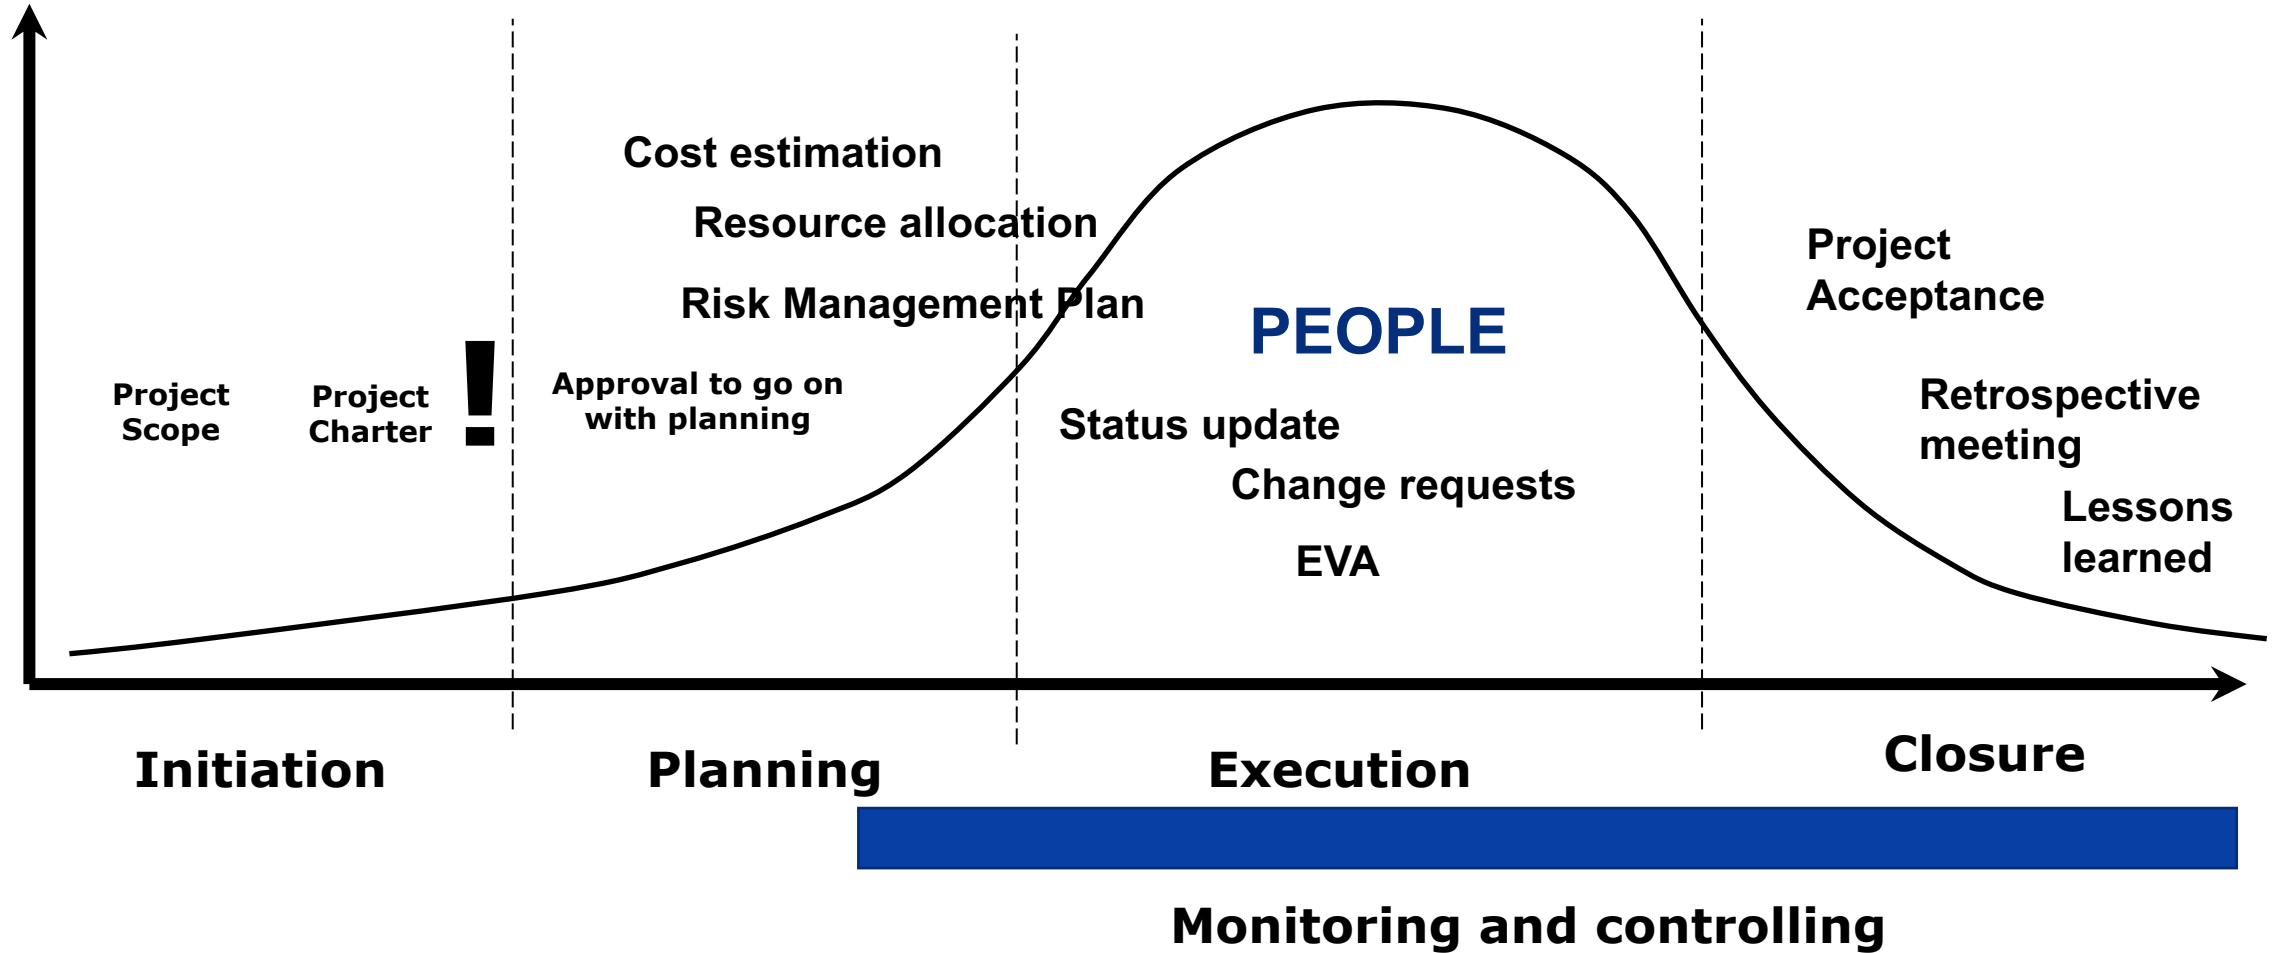 Cost estimation
Resource allocation
Risk Management Plan
Project
Scope
Project
Charter
!
Approval to go on
with planning
PEOPLE
Status update
Change requests
EVA
Project
Acceptance
Retrospective
meeting
Lessons
learned
Initiation
Planning
Execution
Closure
Monitoring and controlling